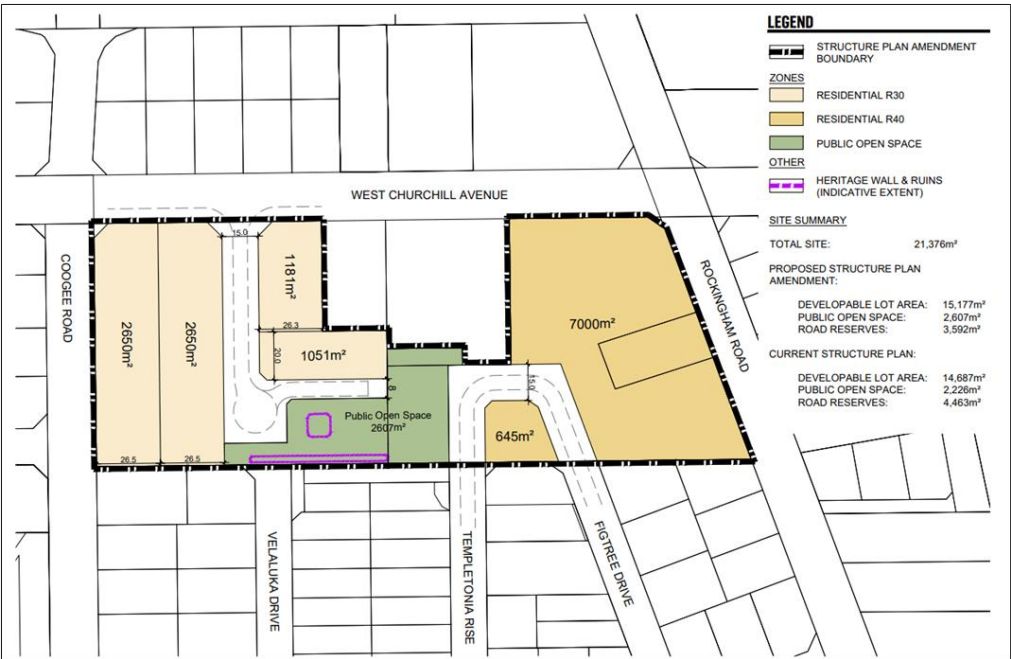 LEGEND
STRUCTURE PLAN AMENDMENT
BOUNDARY
ZONES
RESIDENTIAL R30
RESIDENTIAL R40
PUBLIC OPEN SPACE
OTHER
HERITAGE WALL & RUINS
(INDICATIVE EXTENT)
SITE SUMMARY
TOTAL SITE: 21,376m²
PROPOSED STRUCTURE PLAN
AMENDMENT:
DEVELOPABLE LOT AREA: 15,177m²
PUBLIC OPEN SPACE: 2,607m²
ROAD RESERVES: 3,592m²
CURRENT STRUCTURE PLAN:
DEVELOPABLE LOT AREA: 14,687m²
PUBLIC OPEN SPACE: 2,226m²
ROAD RESERVES: 4,463m²
WEST CHURCHILL AVENUE
COOGEE ROAD
ROCKINGHAM ROAD
15.0
1181m²
2650m²
2650m²
26.3
20.0
1051m²
7000m²
15.0
8
Public Open Space
2607m²
645m²
26.5
26.5
VELALUKA DRIVE
TEMPLETONIA RISE
FIGTREE DRIVE